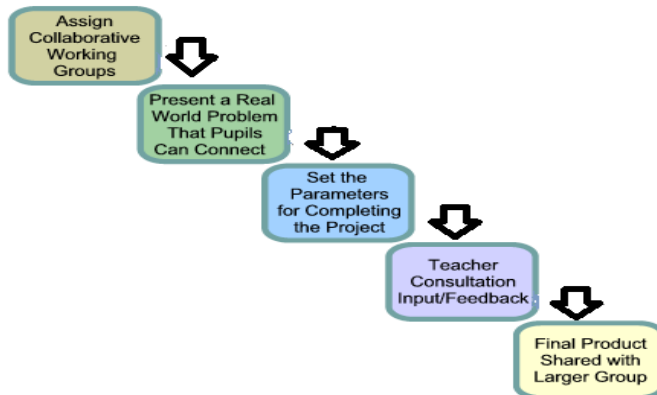 Assign
Collaborative
Working
Groups
Present a Real
World Problem
That Pupils
Can Connect
Set the
Parameters
for Completing
the Project
Teacher
Consultation
Input/Feedback
Final Product
Shared with
Larger Group